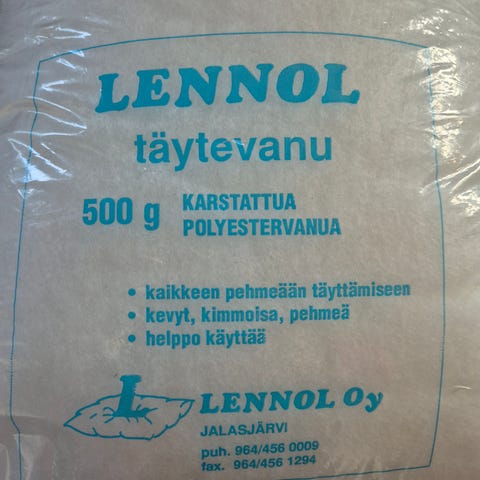 LENNOL
täytevanu
500 g KARSTATTUA
POLYESTERVANUA
• kaikkeen pehmeään täyttämiseen
• kevyt, kimmoisa, pehmeä
• helppo käyttää
L LENNOL Oy
JALASJÄRVI
puh. 964/456 0009
fax. 964/456 1294